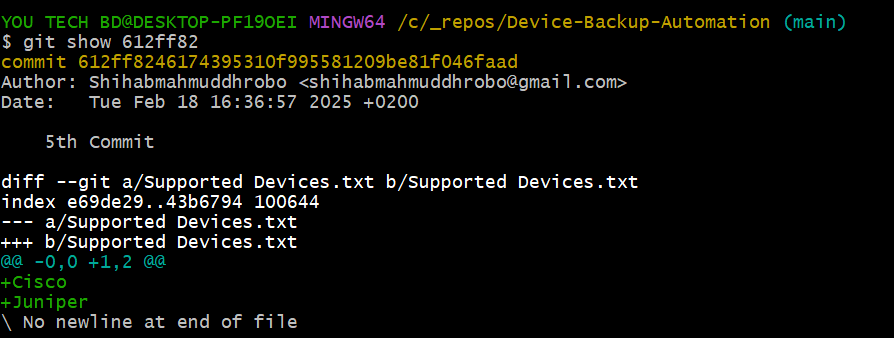 YOU TECH BD@DESKTOP-PF19OEI MINGW64 /c/_repos/Device-Backup-Automation (main)
$ git show 612ff82
commit 612ff8246174395310f995581209be81f046faad
Author: Shihabmahmuddhrobo <shihabmahmuddhrobo@gmail.com>
Date:   Tue Feb 18 16:36:57 2025 +0200
    5th Commit
diff --git a/Supported Devices.txt b/Supported Devices.txt
index e69de29..43b6794 100644
--- a/Supported Devices.txt
+++ b/Supported Devices.txt
@@ -0,0 +1,2 @@
+Cisco
+Juniper
\ No newline at end of file